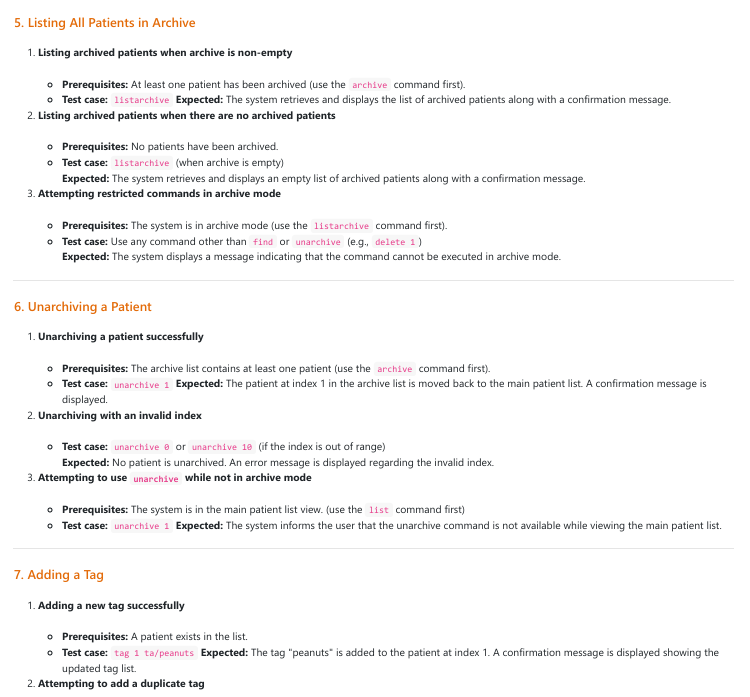 5. Listing All Patients in Archive
1. Listing archived patients when archive is non-empty
Prerequisites: At least one patient has been archived (use the archive command first).
Test case: listarchive Expected: The system retrieves and displays the list of archived patients along with a confirmation message.
2. Listing archived patients when there are no archived patients
Prerequisites: No patients have been archived.
Test case: listarchive (when archive is empty)
Expected: The system retrieves and displays an empty list of archived patients along with a confirmation message.
3. Attempting restricted commands in archive mode
Prerequisites: The system is in archive mode (use the listarchive command first).
Test case: Use any command other than find or unarchive (e.g., delete 1 )
Expected: The system displays a message indicating that the command cannot be executed in archive mode.
6. Unarchiving a Patient
1. Unarchiving a patient successfully
Prerequisites: The archive list contains at least one patient (use the archive command first).
Test case: unarchive 1 Expected: The patient at index 1 in the archive list is moved back to the main patient list. A confirmation message is
displayed.
2. Unarchiving with an invalid index
Test case: unarchive 0 or unarchive 10 (if the index is out of range)
Expected: No patient is unarchived. An error message is displayed regarding the invalid index.
3. Attempting to use unarchive while not in archive mode
Prerequisites: The system is in the main patient list view. (use the list command first)
Test case: unarchive 1 Expected: The system informs the user that the unarchive command is not available while viewing the main patient list.
7. Adding a Tag
1. Adding a new tag successfully
Prerequisites: A patient exists in the list.
Test case: tag 1 ta/peanuts Expected: The tag "peanuts" is added to the patient at index 1. A confirmation message is displayed showing the
updated tag list.
2. Attempting to add a duplicate tag